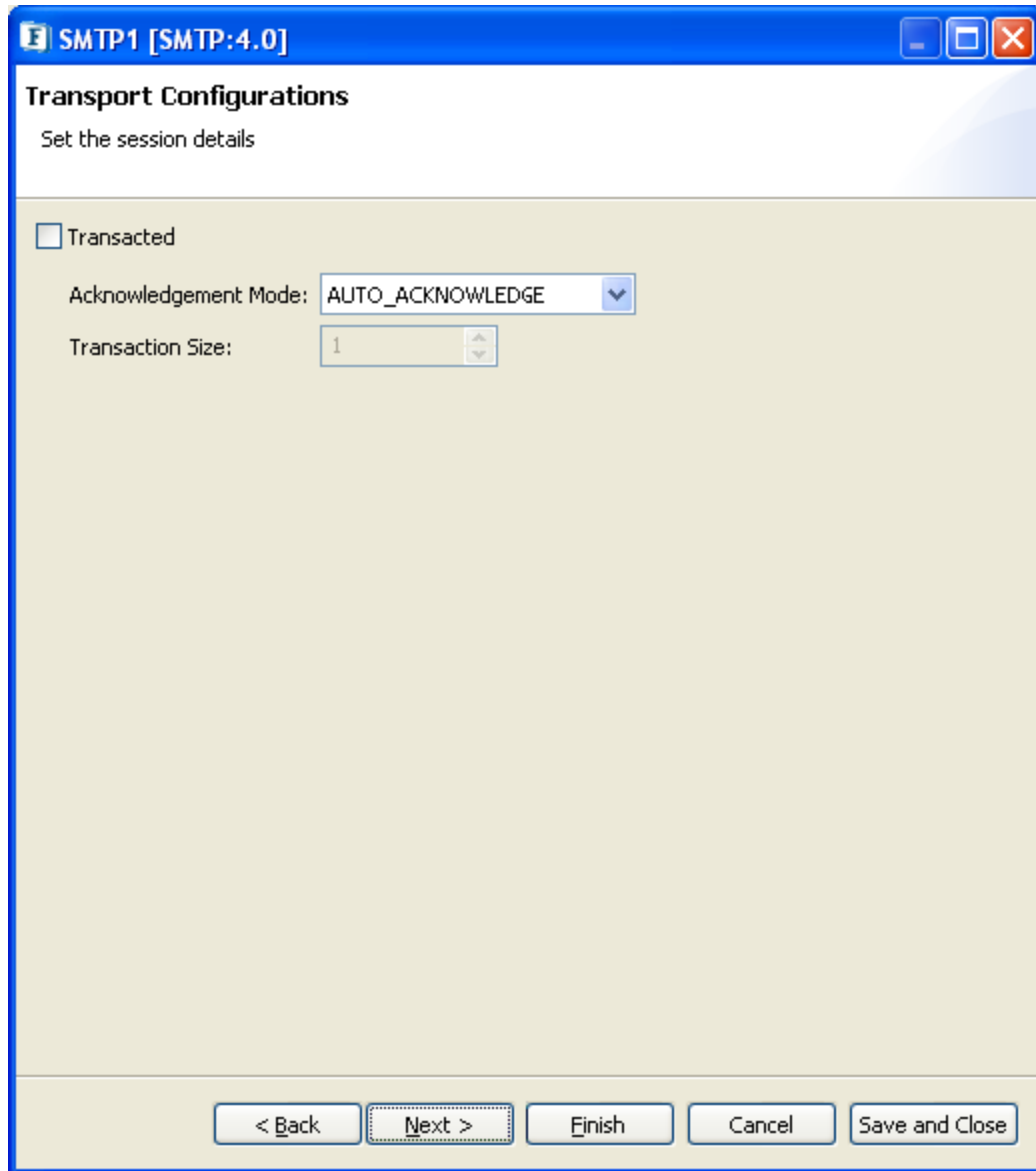 SMTP1 [SMTP:4.0]
Transport Configurations
Set the session details
Transacted
Acknowledgement Mode: AUTO_ACKNOWLEDGE
Transaction Size: 1
< Back Next > Finish Cancel Save and Close